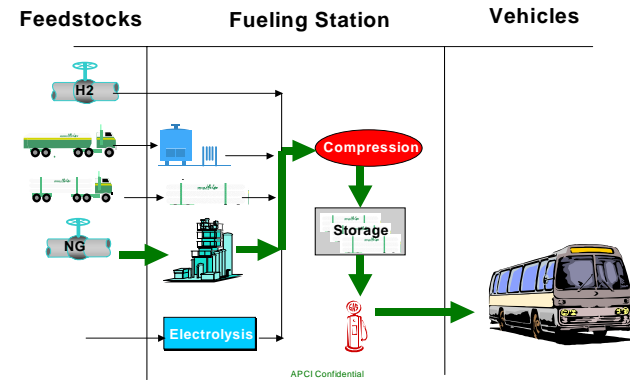 Feedstocks
Fueling Station
Vehicles
H2
Compression
NG
Storage
Electrolysis
APCI Confidential